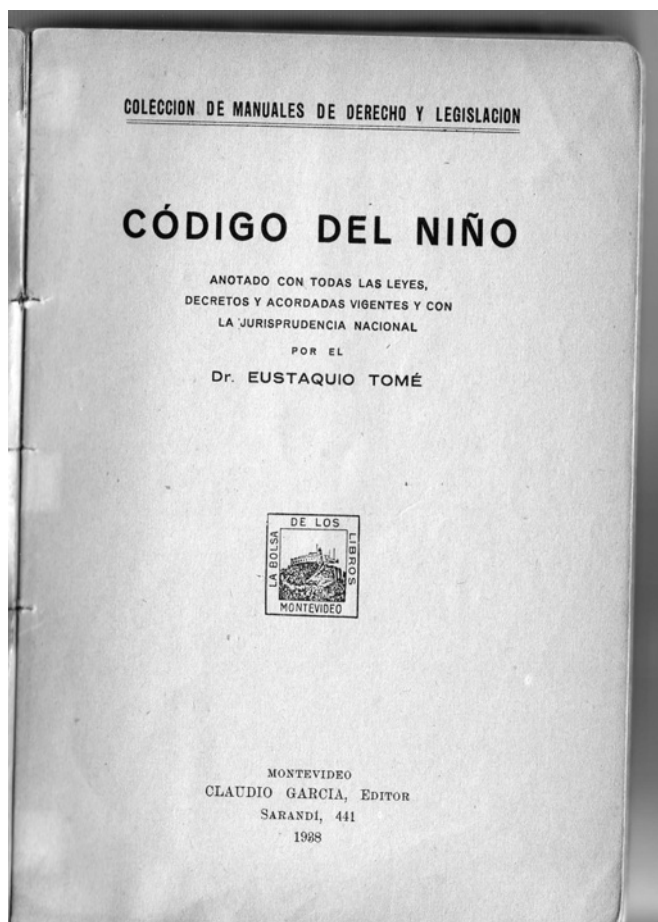 COLECCION DE MANUALES DE DERECHO Y LEGISLACION
CÓDIGO DEL NIÑO
ANOTADO CON TODAS LAS LEYES,
DECRETOS Y ACORDADAS VIGENTES Y CON
LA JURISPRUDENCIA NACIONAL
POR EL
Dr. EUSTAQUIO TOMÉ
LA BOLSA
DE LOS
LIBROS
MONTEVIDEO
MONTEVIDEO
CLAUDIO GARCIA, EDITOR
SARANDÍ, 441
1938